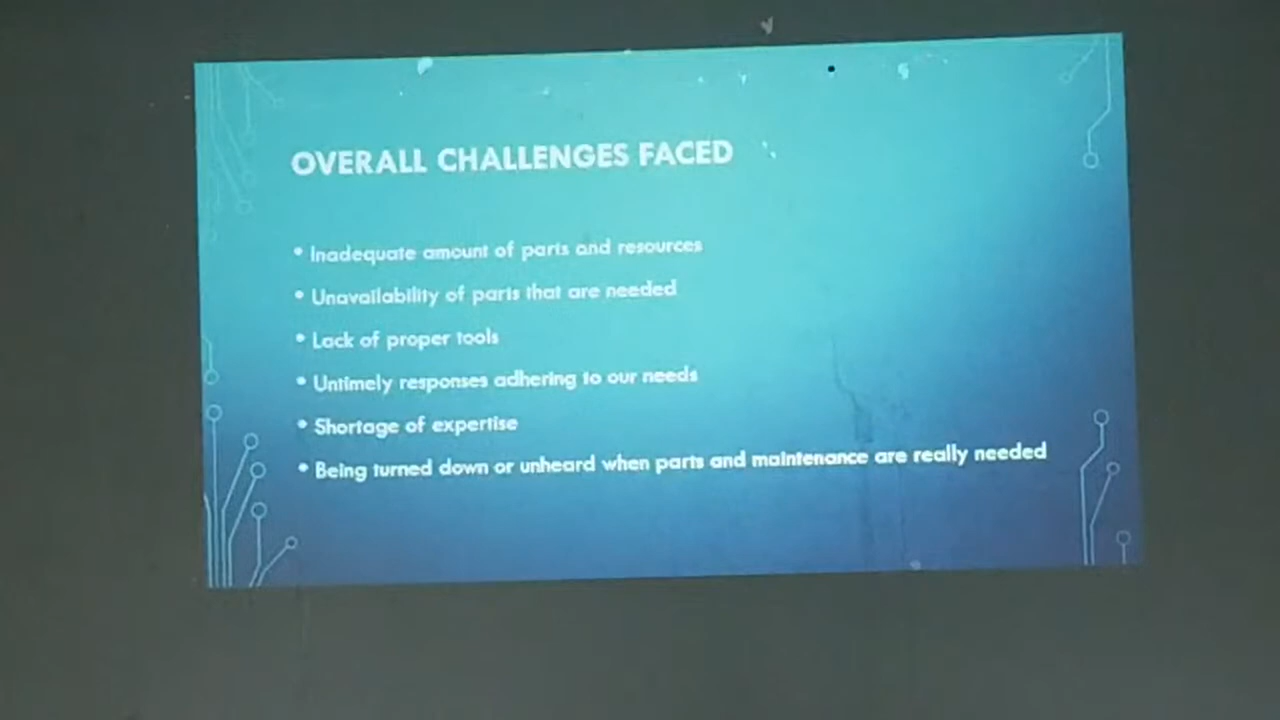 OVERALL CHALLENGES FACED
• Inadequate amount of parts and resources
• Unavailability of parts that are needed
• Lack of proper tools
• Untimely responses adhering to our needs
• Shortage of expertise
• Being turned down or unheard when parts and maintenance are really needed